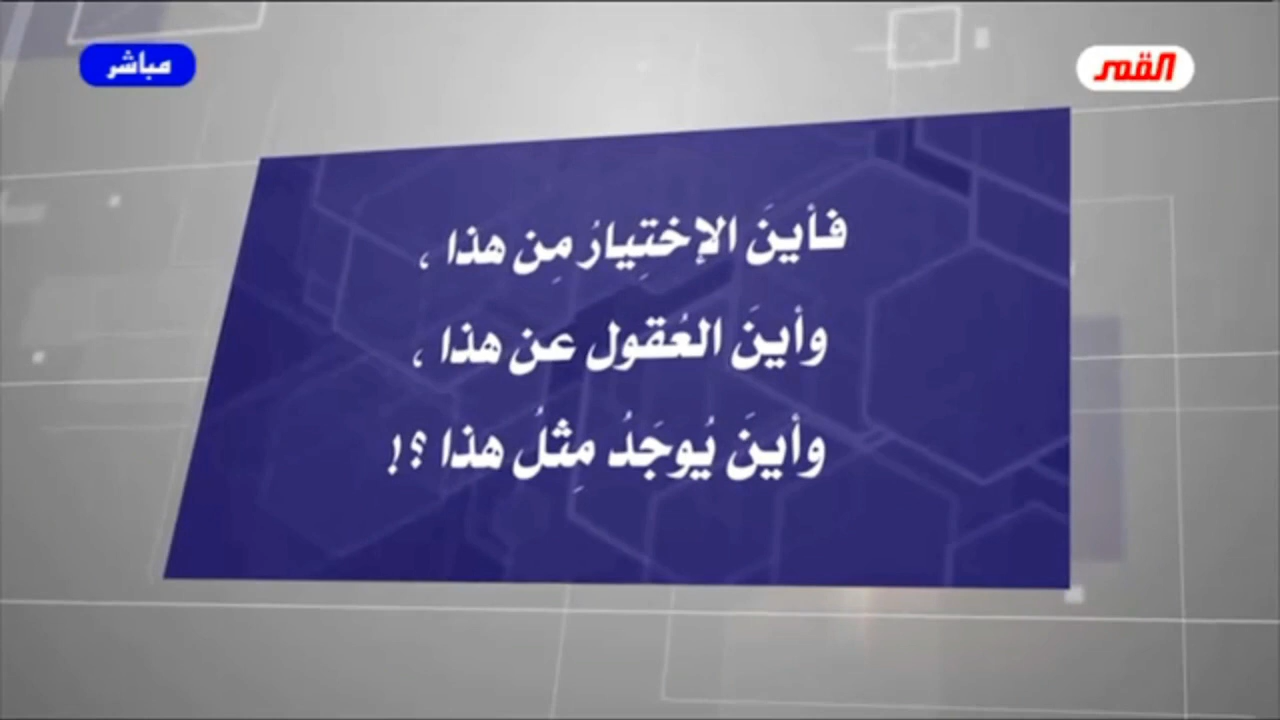 مباشر
القمر
فأينَ الإختِيارُ مِن هذا ،
وأينَ العُقول عن هذا ،
وأينَ يُوجَدُ مِثلُ هذا ؟!